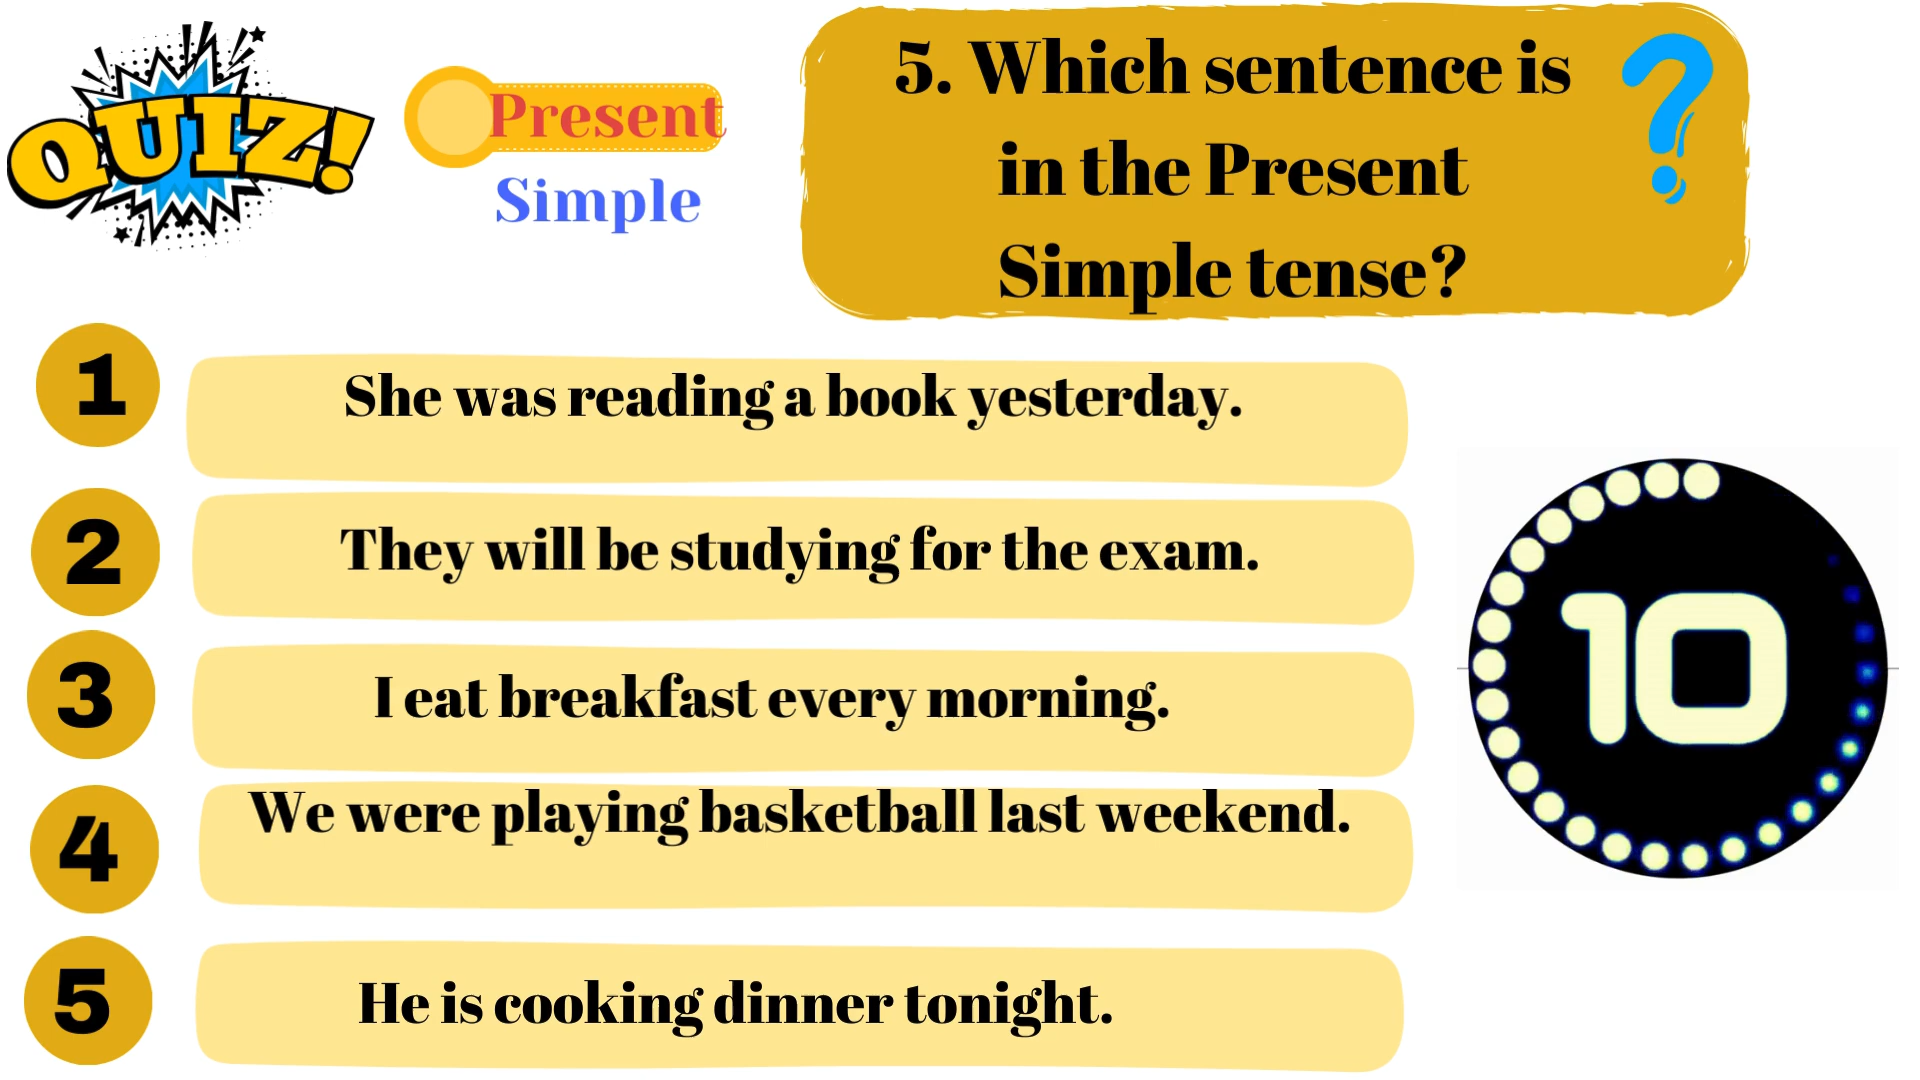 QUIZ!
Present
Simple
5. Which sentence is
in the Present
Simple tense?
1
She was reading a book yesterday.
2
They will be studying for the exam.
3
I eat breakfast every morning.
4
We were playing basketball last weekend.
5
He is cooking dinner tonight.
10